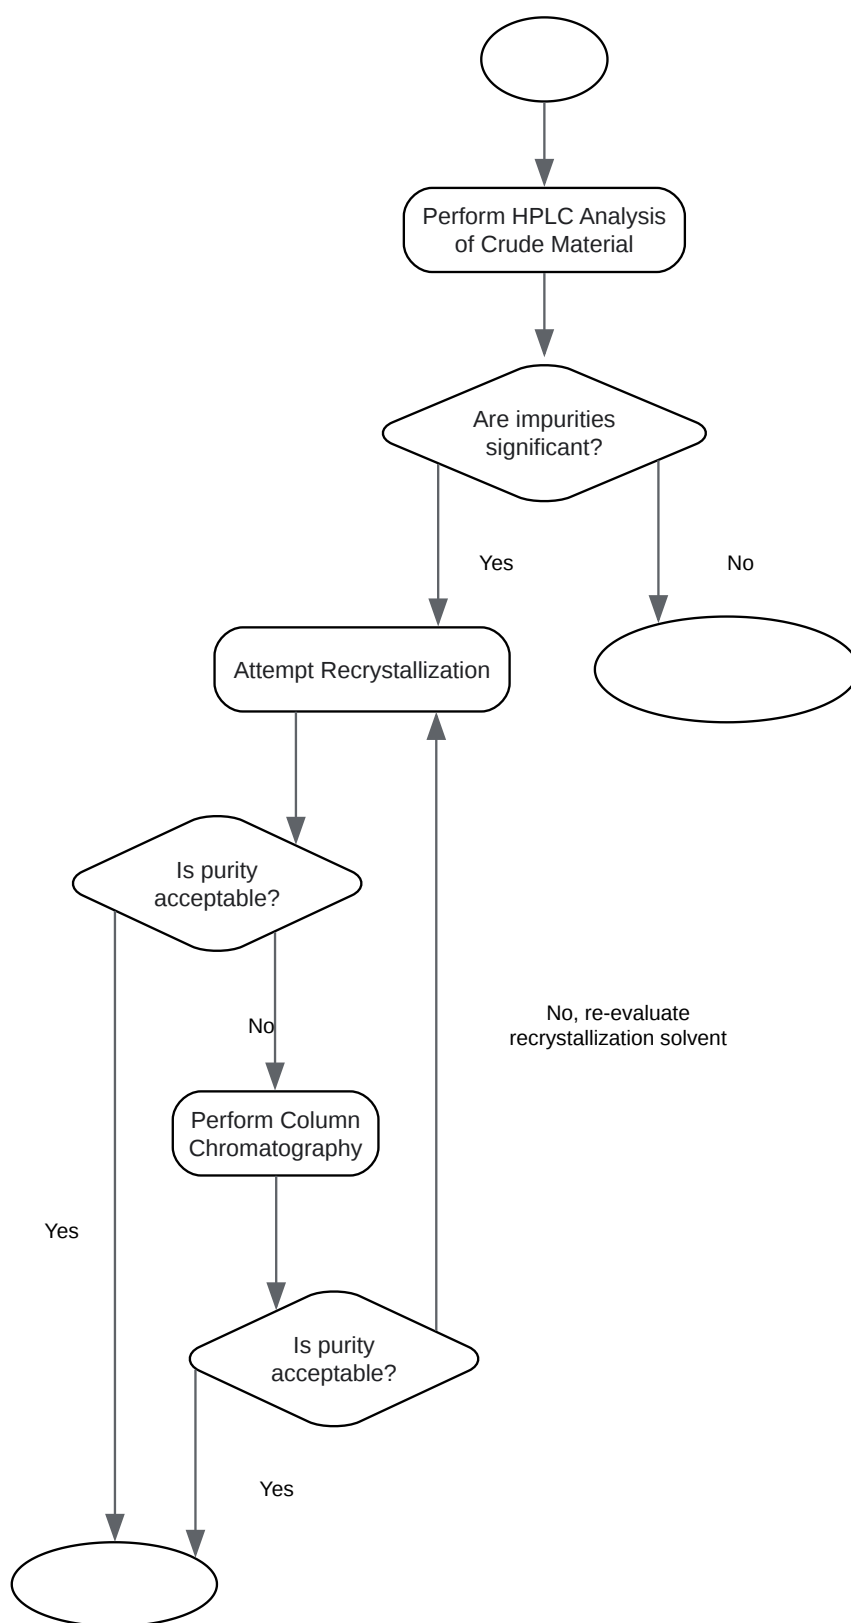 Perform HPLC Analysis
of Crude Material
Are impurities
significant?
Yes
No
Attempt Recrystallization
Is purity
acceptable?
No, re-evaluate
recrystallization solvent
No
Perform Column
Chromatography
Yes
Is purity
acceptable?
Yes